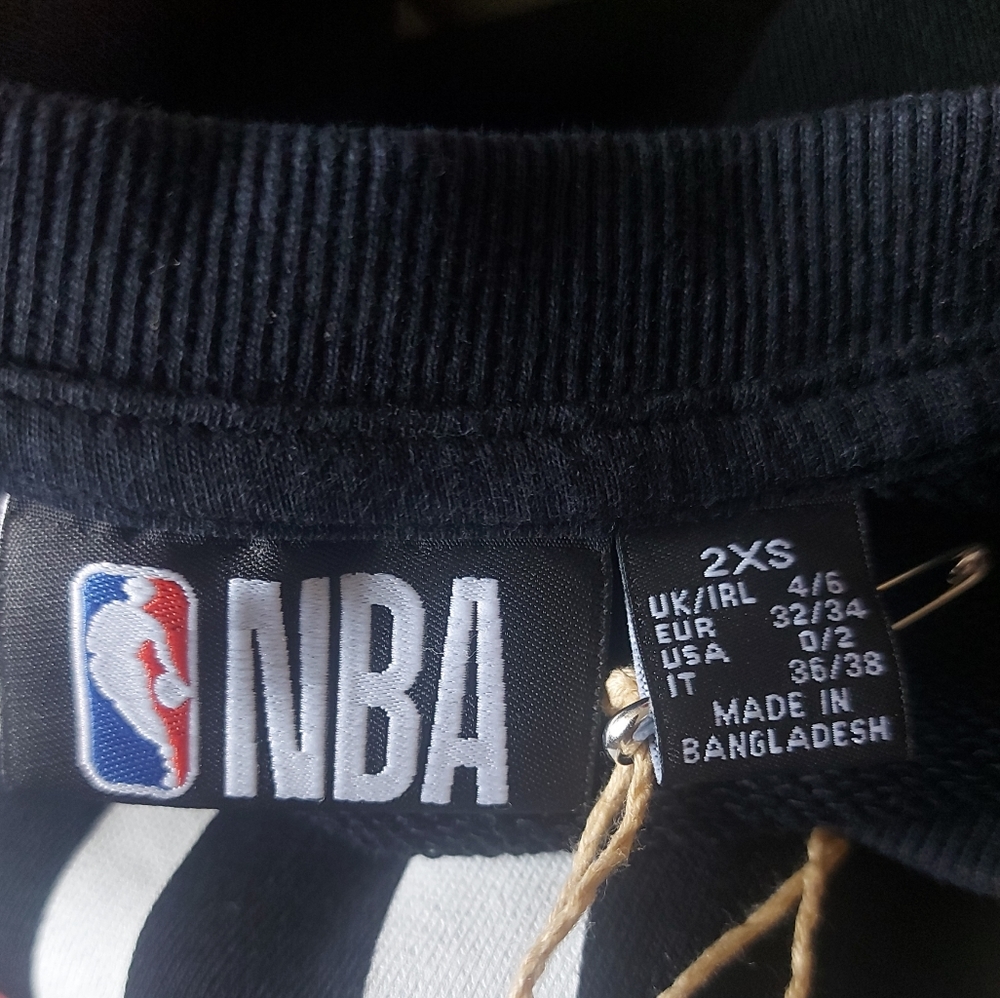 NBA
2XS
UK/IRL 4/6
EUR 32/34
USA 0/2
IT 36/38
MADE IN
BANGLADESH